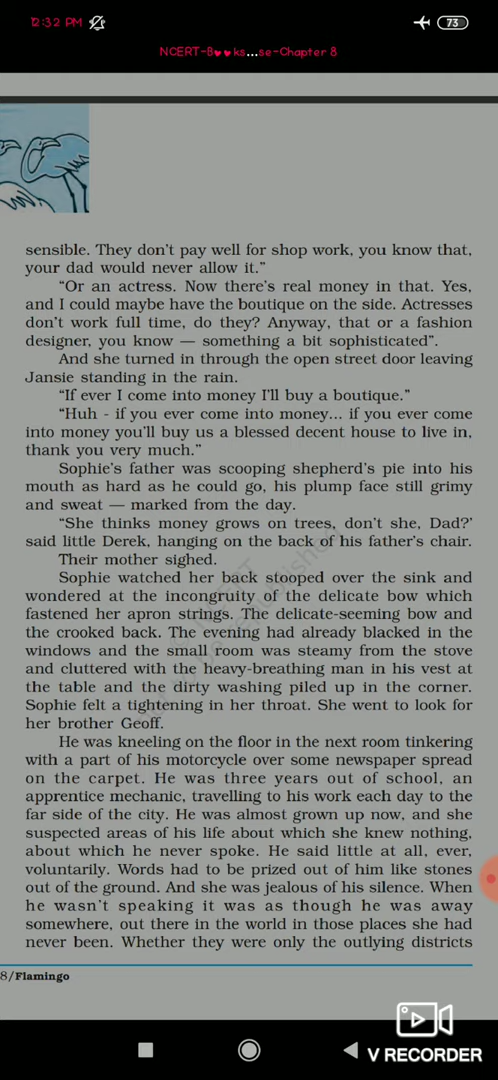 2:32 PM
73
NCERT-B♥♥ks...se-Chapter 8
sensible. They don't pay well for shop work, you know that,
your dad would never allow it."
"Or an actress. Now there's real money in that. Yes,
and I could maybe have the boutique on the side. Actresses
don't work full time, do they? Anyway, that or a fashion
designer, you know — something a bit sophisticated".
And she turned in through the open street door leaving
Jansie standing in the rain.
"If ever I come into money I'll buy a boutique."
"Huh - if you ever come into money... if you ever come
into money you'll buy us a blessed decent house to live in,
thank you very much."
Sophie's father was scooping shepherd's pie into his
mouth as hard as he could go, his plump face still grimy
and sweat — marked from the day.
"She thinks money grows on trees, don't she, Dad?'
said little Derek, hanging on the back of his father's chair.
Their mother sighed.
Sophie watched her back stooped over the sink and
wondered at the incongruity of the delicate bow which
fastened her apron strings. The delicate-seeming bow and
the crooked back. The evening had already blacked in the
windows and the small room was steamy from the stove
and cluttered with the heavy-breathing man in his vest at
the table and the dirty washing piled up in the corner.
Sophie felt a tightening in her throat. She went to look for
her brother Geoff.
He was kneeling on the floor in the next room tinkering
with a part of his motorcycle over some newspaper spread
on the carpet. He was three years out of school, an
apprentice mechanic, travelling to his work each day to the
far side of the city. He was almost grown up now, and she
suspected areas of his life about which she knew nothing,
about which he never spoke. He said little at all, ever,
voluntarily. Words had to be prized out of him like stones
out of the ground. And she was jealous of his silence. When
he wasn't speaking it was as though he was away
somewhere, out there in the world in those places she had
never been. Whether they were only the outlying districts
8/Flamingo
V RECORDER